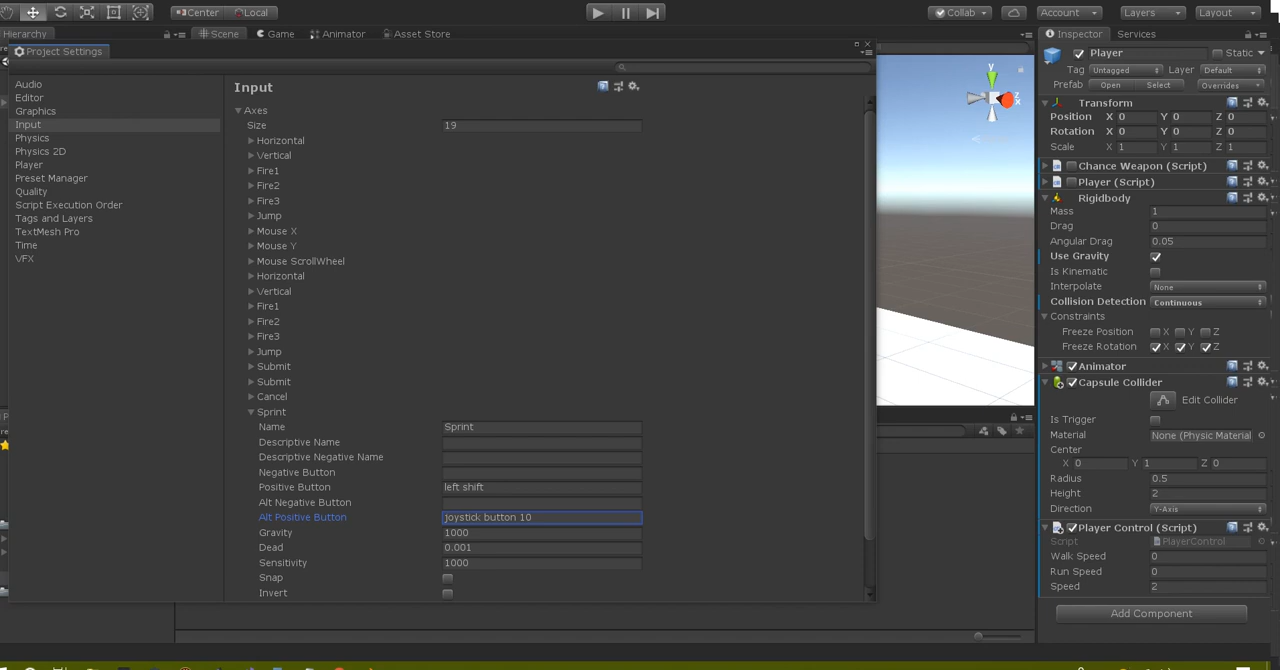 Center Local Collab Account Layers Layout
Hierarchy Scene Game Animator Asset Store Inspector Services
Project Settings
Audio
Editor
Graphics
Input
Physics
Physics 2D
Player
Preset Manager
Quality
Script Execution Order
Tags and Layers
TextMesh Pro
Time
VFX
Input
Axes
Size 19
Horizontal
Vertical
Fire1
Fire2
Fire3
Jump
Mouse X
Mouse Y
Mouse ScrollWheel
Horizontal
Vertical
Fire1
Fire2
Fire3
Jump
Submit
Submit
Cancel
Sprint
Name Sprint
Descriptive Name
Descriptive Negative Name
Negative Button
Positive Button left shift
Alt Negative Button
Alt Positive Button joystick button 10
Gravity 1000
Dead 0.001
Sensitivity 1000
Snap
Invert
y
Player Static
Tag Untagged Layer Default
Prefab Open Select Overrides
Transform
Position X 0 Y 0 Z 0
Rotation X 0 Y 0 Z 0
Scale X 1 Y 1 Z 1
Chance Weapon (Script)
Player (Script)
Rigidbody
Mass 1
Drag 0
Angular Drag 0.05
Use Gravity
Is Kinematic
Interpolate None
Collision Detection Continuous
Constraints
Freeze Position X Y Z
Freeze Rotation X Y Z
Animator
Capsule Collider
Edit Collider
Is Trigger
Material None (Physic Material
Center
X 0 Y 1 Z 0
Radius 0.5
Height 2
Direction Y-Axis
Player Control (Script)
Script PlayerControl
Walk Speed 0
Run Speed 0
Speed 2
Add Component